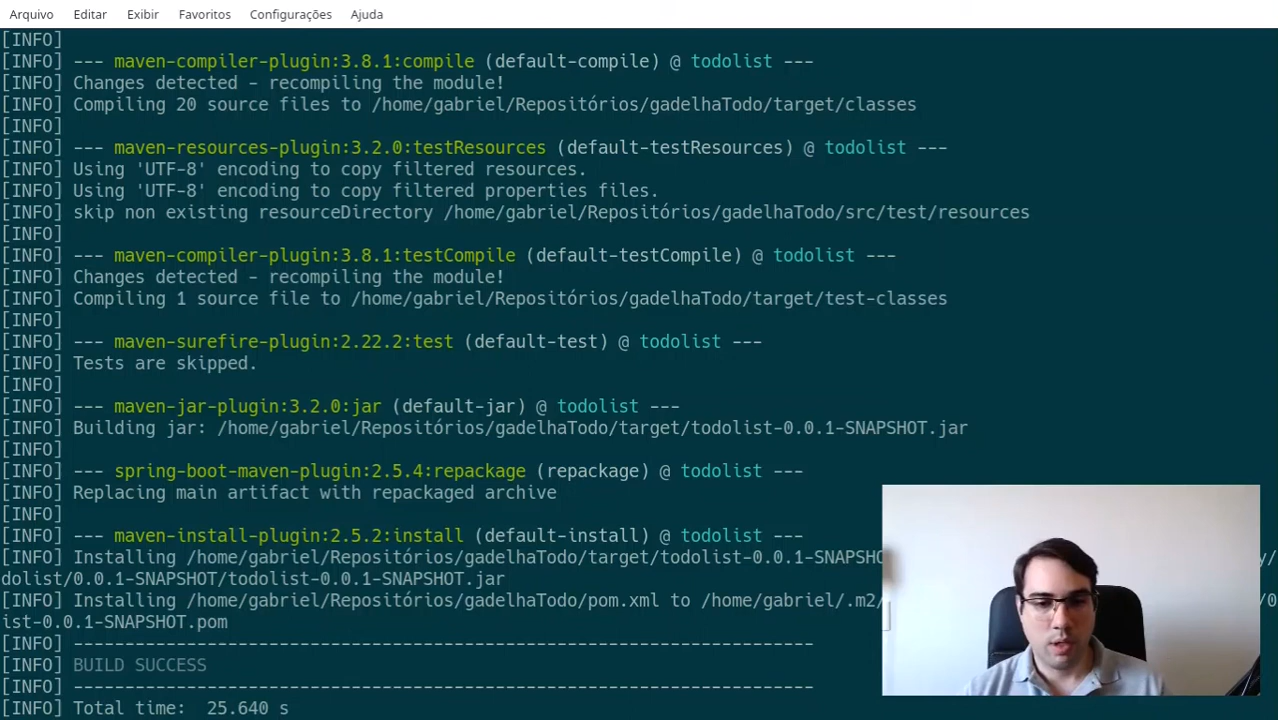 Arquivo Editar Exibir Favoritos Configurações Ajuda
[INFO]
[INFO] --- maven-compiler-plugin:3.8.1:compile (default-compile) @ todolist ---
[INFO] Changes detected - recompiling the module!
[INFO] Compiling 20 source files to /home/gabriel/Repositórios/gadelhaTodo/target/classes
[INFO]
[INFO] --- maven-resources-plugin:3.2.0:testResources (default-testResources) @ todolist ---
[INFO] Using 'UTF-8' encoding to copy filtered resources.
[INFO] Using 'UTF-8' encoding to copy filtered properties files.
[INFO] skip non existing resourceDirectory /home/gabriel/Repositórios/gadelhaTodo/src/test/resources
[INFO]
[INFO] --- maven-compiler-plugin:3.8.1:testCompile (default-testCompile) @ todolist ---
[INFO] Changes detected - recompiling the module!
[INFO] Compiling 1 source file to /home/gabriel/Repositórios/gadelhaTodo/target/test-classes
[INFO]
[INFO] --- maven-surefire-plugin:2.22.2:test (default-test) @ todolist ---
[INFO] Tests are skipped.
[INFO]
[INFO] --- maven-jar-plugin:3.2.0:jar (default-jar) @ todolist ---
[INFO] Building jar: /home/gabriel/Repositórios/gadelhaTodo/target/todolist-0.0.1-SNAPSHOT.jar
[INFO]
[INFO] --- spring-boot-maven-plugin:2.5.4:repackage (repackage) @ todolist ---
[INFO] Replacing main artifact with repackaged archive
[INFO]
[INFO] --- maven-install-plugin:2.5.2:install (default-install) @ todolist ---
[INFO] Installing /home/gabriel/Repositórios/gadelhaTodo/target/todolist-0.0.1-SNAPSHO y/
dolist/0.0.1-SNAPSHOT/todolist-0.0.1-SNAPSHOT.jar
[INFO] Installing /home/gabriel/Repositórios/gadelhaTodo/pom.xml to /home/gabriel/.m2/ /0
ist-0.0.1-SNAPSHOT.pom
[INFO] ------------------------------------------------------------------------
[INFO] BUILD SUCCESS
[INFO] ------------------------------------------------------------------------
[INFO] Total time:  25.640 s